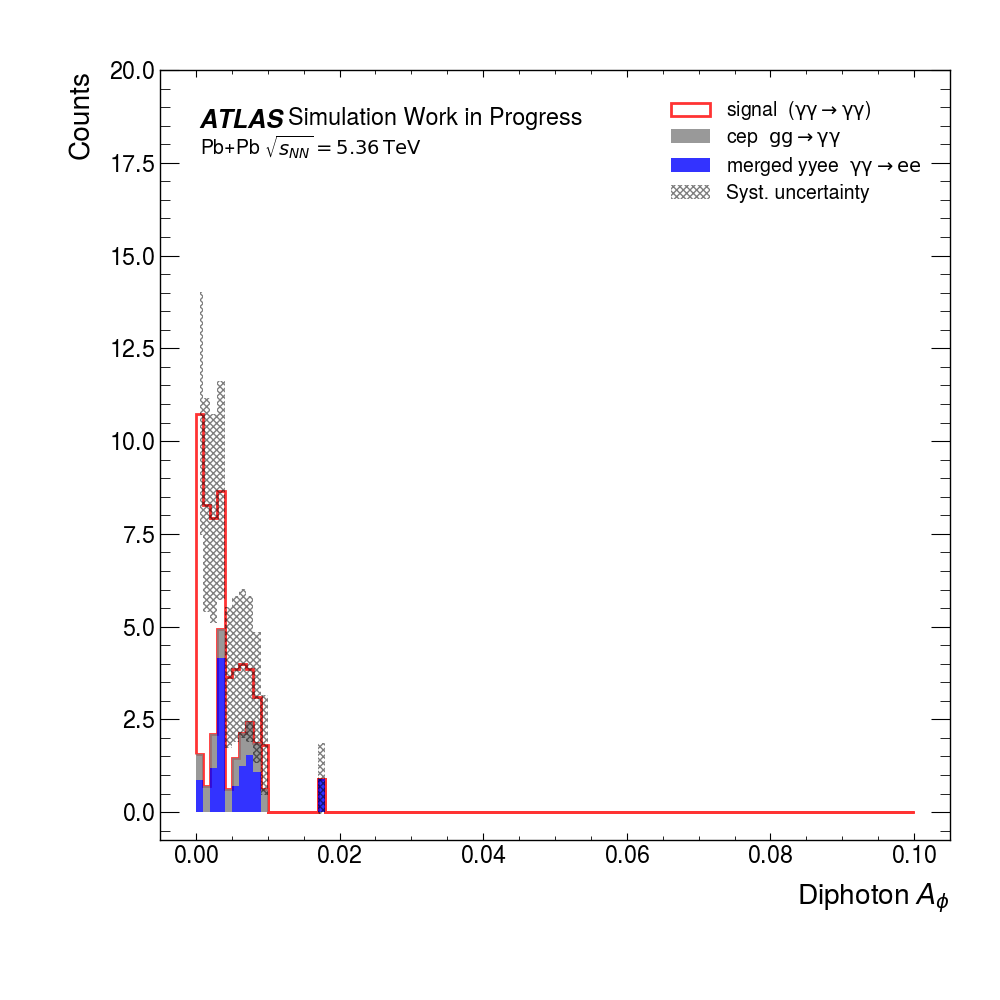 Counts
20.0
17.5
15.0
12.5
10.0
7.5
5.0
2.5
0.0
ATLAS Simulation Work in Progress
Pb+Pb √s_NN = 5.36 TeV
signal (γγ→γγ)
cep gg→γγ
merged yyee γγ→ee
Syst. uncertainty
0.00 0.02 0.04 0.06 0.08 0.10
Diphoton A_ϕ